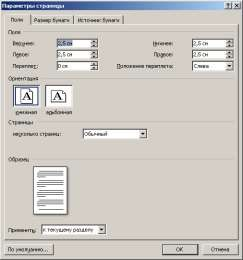 Параметры страницы
Поля Размер бумаги Источник бумаги
Поля
Верхнее: 2,5 см Нижнее: 2,5 см
Левое: 2,5 см Правое: 2,5 см
Переплет: 0 см Положение переплета: Слева
Ориентация
книжная альбомная
Страницы
несколько страниц: Обычный
Образец
Применить: к текущему разделу
По умолчанию... ОК Отмена